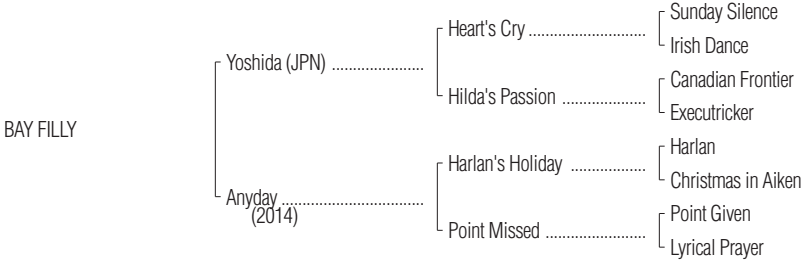 Sunday Silence
Heart's Cry
Irish Dance
Yoshida (JPN)
Canadian Frontier
Hilda's Passion
Executricker
BAY FILLY
Harlan
Harlan's Holiday
Christmas in Aiken
Anyday
(2014)
Point Given
Point Missed
Lyrical Prayer